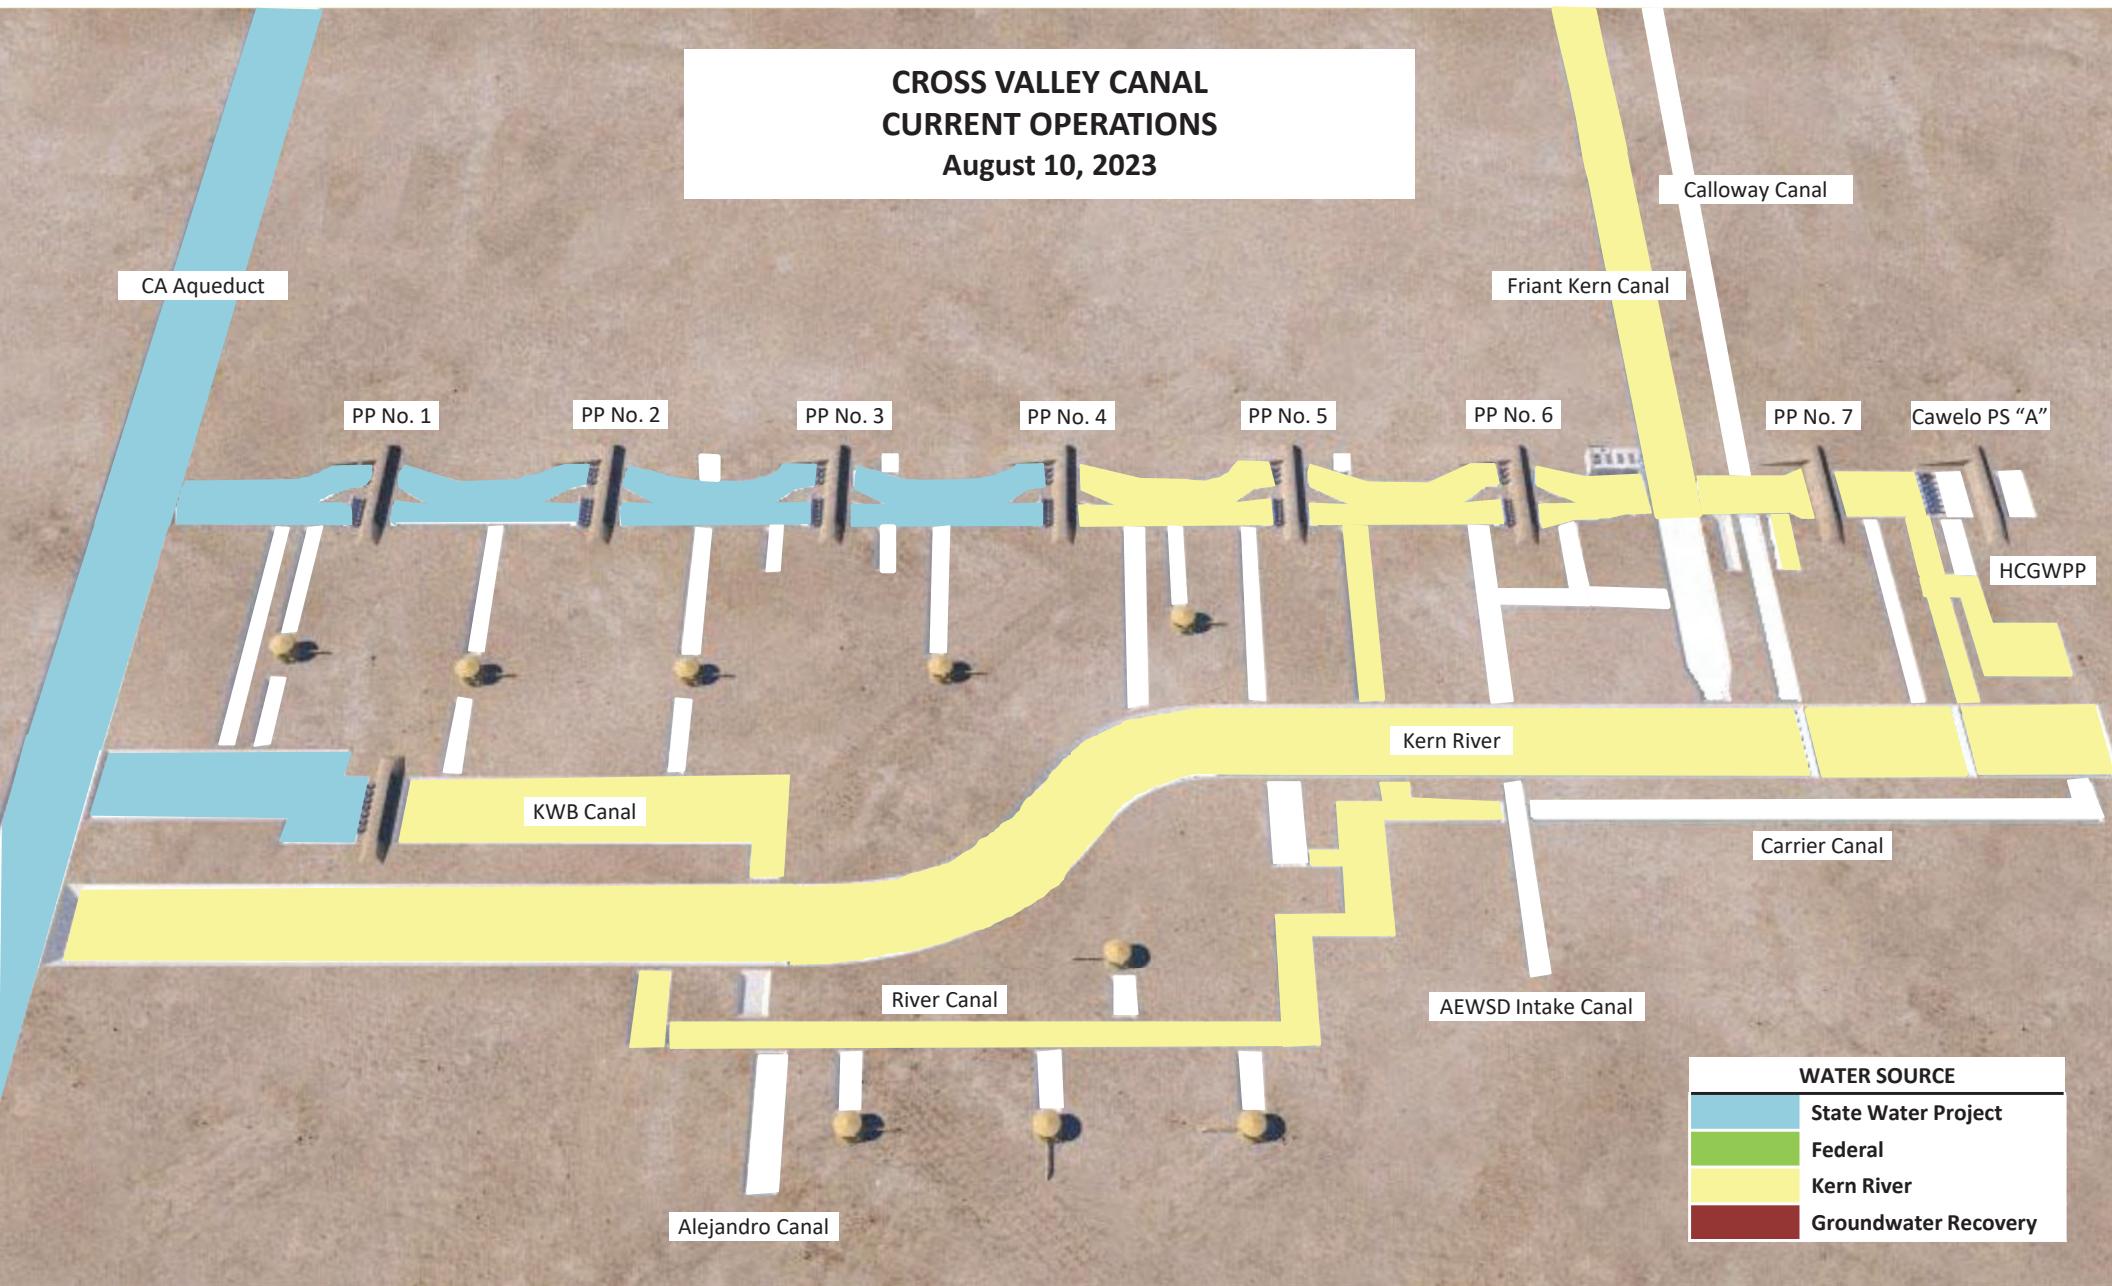 CROSS VALLEY CANAL
CURRENT OPERATIONS
August 10, 2023
Calloway Canal
CA Aqueduct
Friant Kern Canal
PP No. 1
PP No. 2
PP No. 3
PP No. 4
PP No. 5
PP No. 6
PP No. 7
Cawelo PS “A”
HCGWPP
Kern River
KWB Canal
Carrier Canal
River Canal
AEWSD Intake Canal
Alejandro Canal
WATER SOURCE
State Water Project
Federal
Kern River
Groundwater Recovery